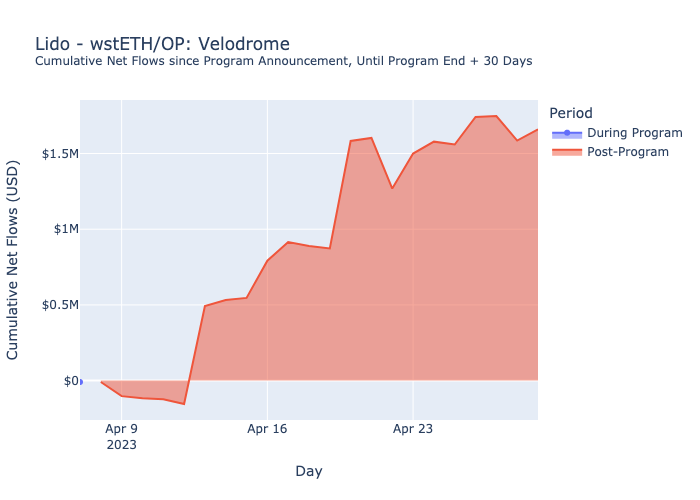 Lido - wstETH/OP: Velodrome
Cumulative Net Flows since Program Announcement, Until Program End + 30 Days
Period
During Program
Post-Program
Cumulative Net Flows (USD)
$1.5M
$1M
$0.5M
$0
Apr 9
2023
Apr 16
Apr 23
Day